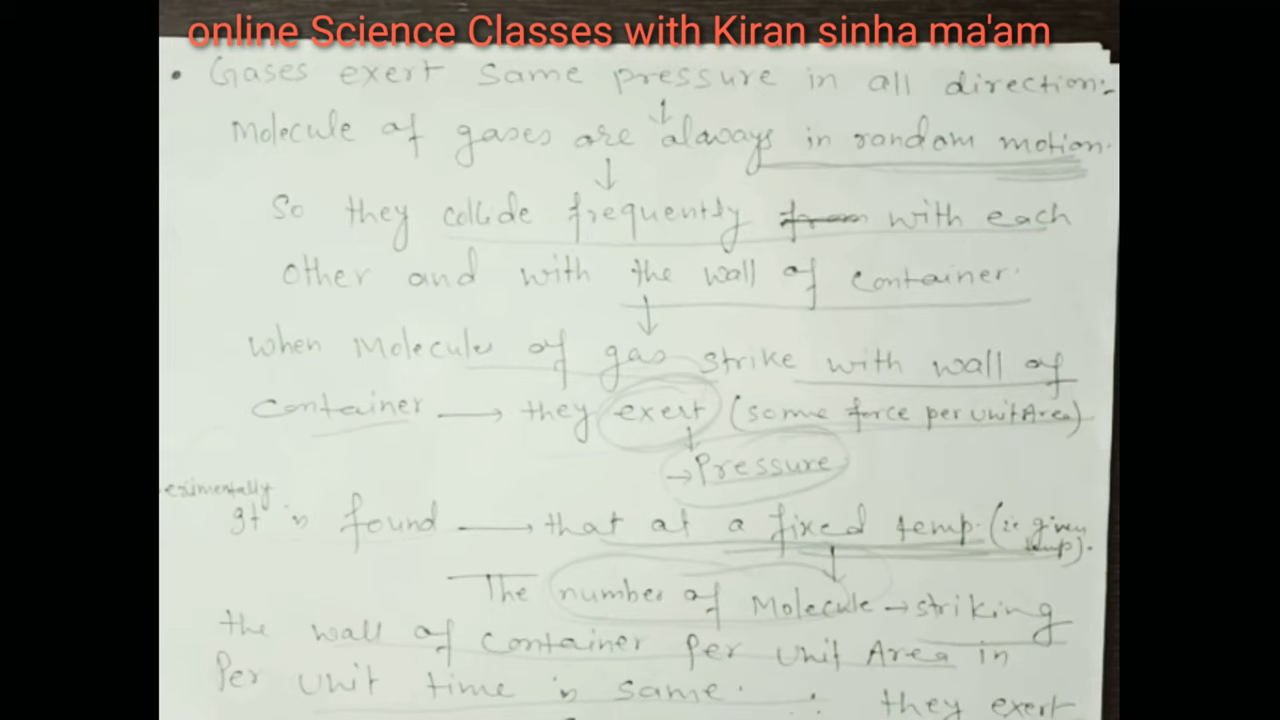 online Science Classes with Kiran sinha ma'am
• Gases exert same pressure in all direction:-
Molecule of gases are always in random motion.
So they collide frequently from with each
other and with the wall of container.
when Molecule of gas strike with wall of
Container → they exert (some force per unit Area)
→ Pressure
erimentally
It is found → that at a fixed temp. (ie given temp).
The number of Molecule → striking
the wall of container per unit Area in
Per unit time is same. ∴ they exert